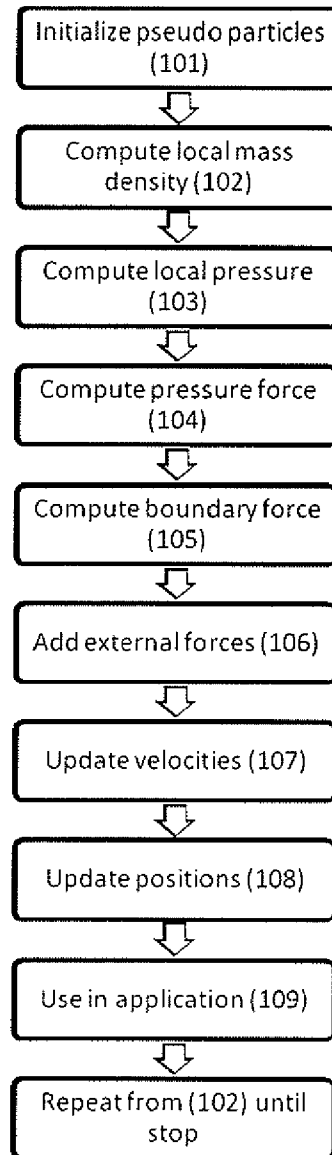 Initialize pseudo particles
(101)
Compute local mass
density (102)
Compute local pressure
(103)
Compute pressure force
(104)
Compute boundary force
(105)
Add external forces (106)
Update velocities (107)
Update positions (108)
Use in application (109)
Repeat from (102) until
stop